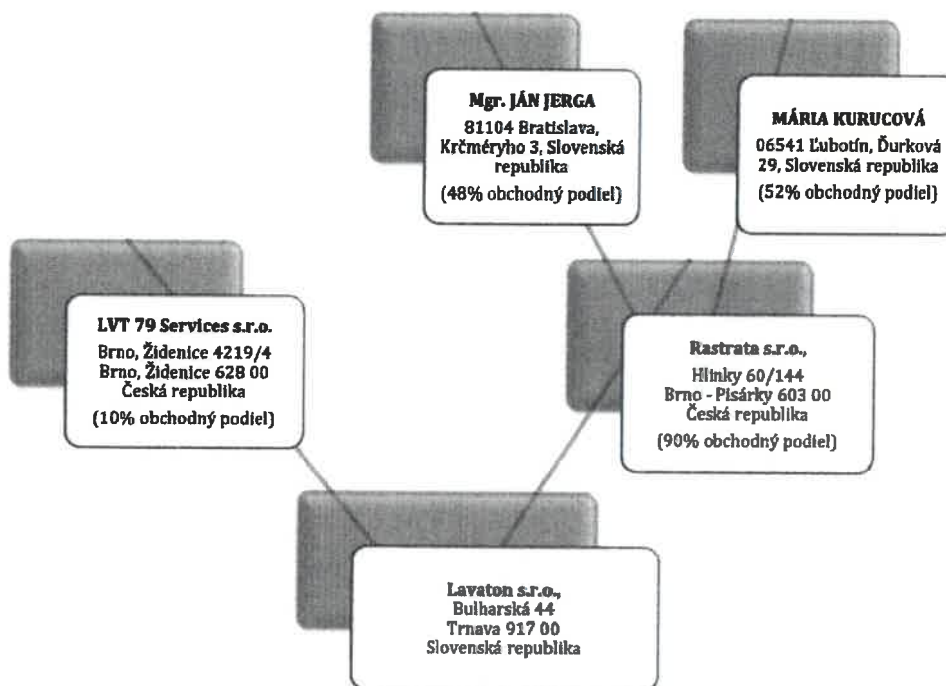 Mgr. JÁN JERGA
81104 Bratislava,
Krčméryho 3, Slovenská
republika
(48% obchodný podiel)
MÁRIA KURUCOVÁ
06541 Ľubotín, Ďurková
29, Slovenská republika
(52% obchodný podiel)
LVT 79 Services s.r.o.
Brno, Židenice 4219/4
Brno, Židenice 628 00
Česká republika
(10% obchodný podiel)
Rastrata s.r.o.,
Hlinky 60/144
Brno - Pisárky 603 00
Česká republika
(90% obchodný podiel)
Lavaton s.r.o.,
Bulharská 44
Trnava 917 00
Slovenská republika